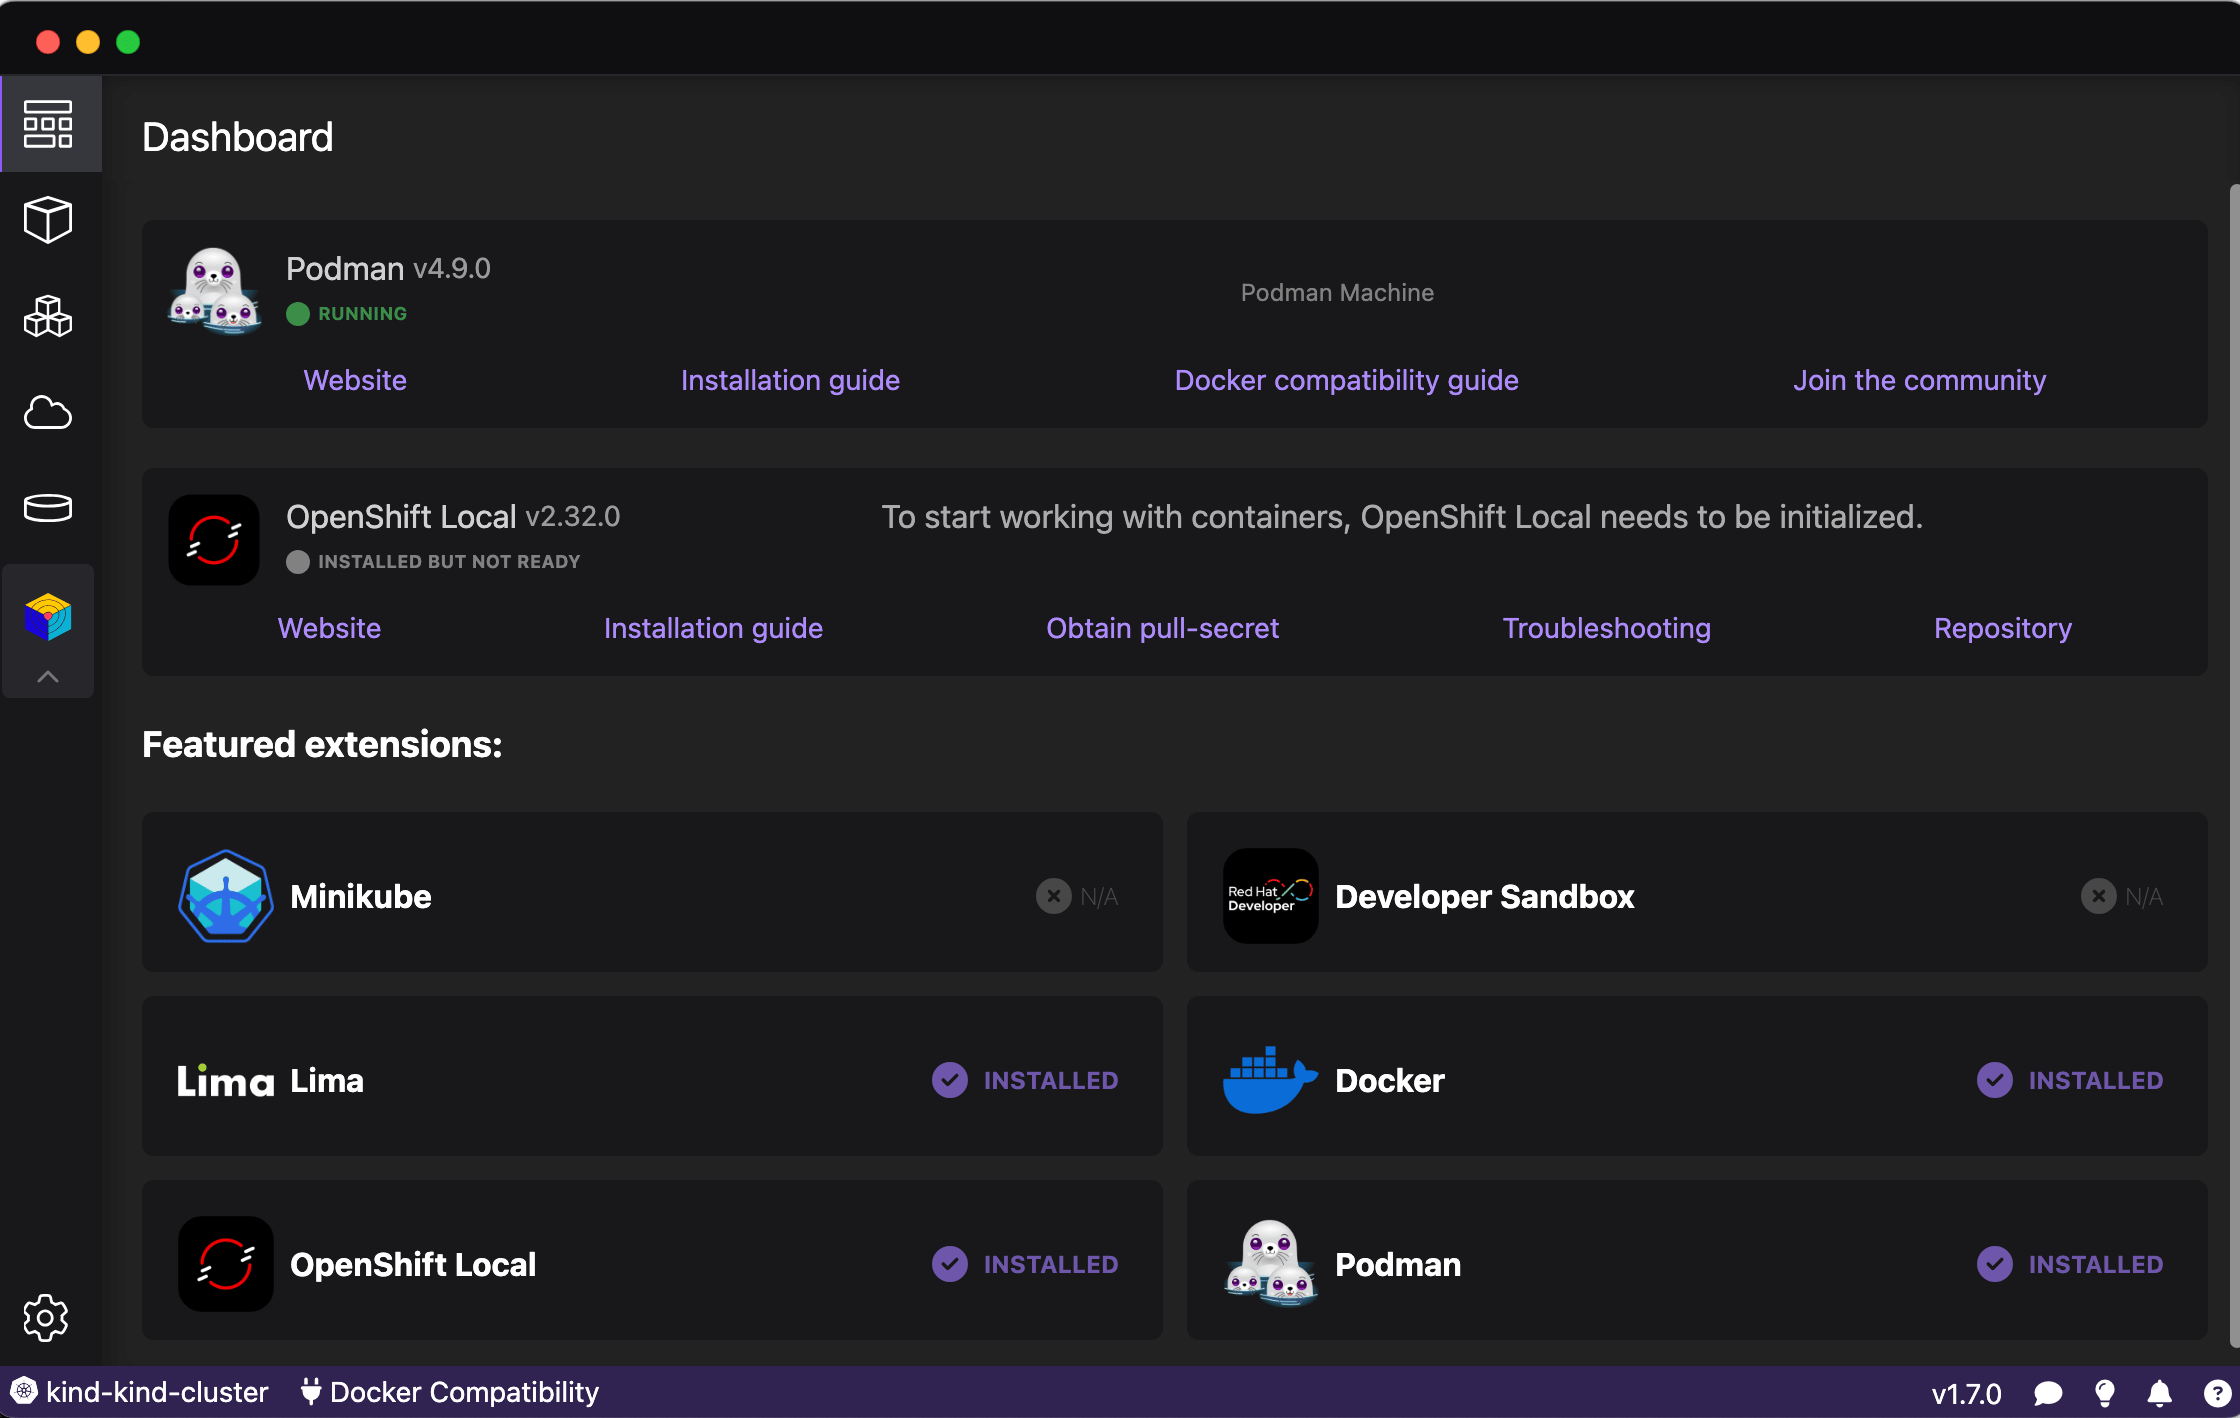 Dashboard
Podman v4.9.0
RUNNING
Podman Machine
Website
Installation guide
Docker compatibility guide
Join the community
OpenShift Local v2.32.0
INSTALLED BUT NOT READY
To start working with containers, OpenShift Local needs to be initialized.
Website
Installation guide
Obtain pull-secret
Troubleshooting
Repository
Featured extensions:
Minikube
N/A
Red Hat
Developer
Developer Sandbox
N/A
Lima
Lima
INSTALLED
Docker
INSTALLED
OpenShift Local
INSTALLED
Podman
INSTALLED
kind-kind-cluster
Docker Compatibility
v1.7.0
?